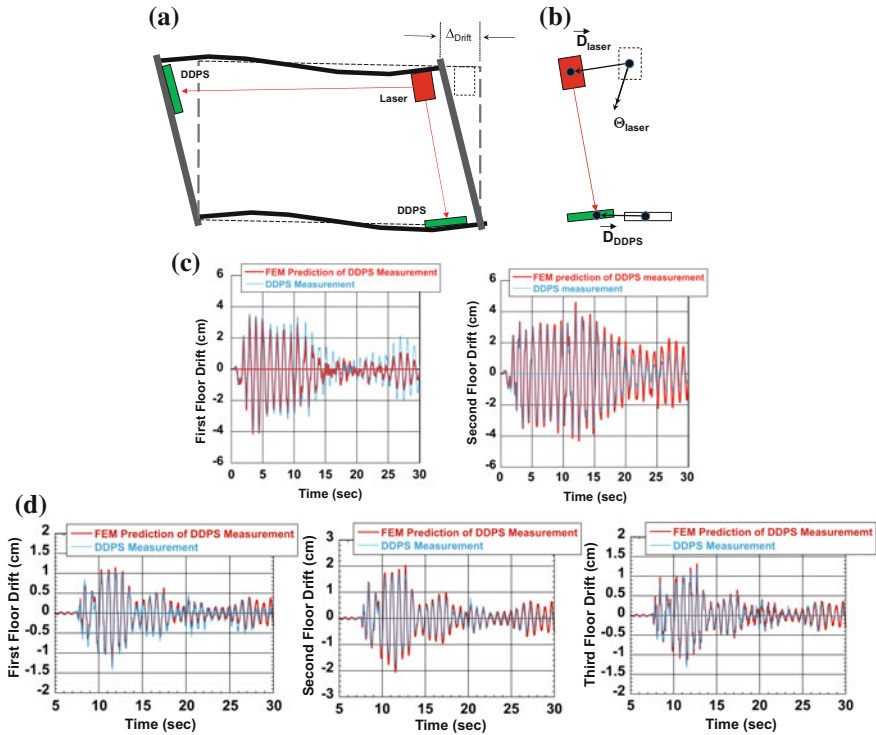 (a)
Δ Drift
DDPS
Laser
DDPS
(b)
D laser
Θ laser
D DDPS
(c)
FEM Prediction of DDPS Measurement
DDPS Measurement
First Floor Drift (cm)
6
4
2
0
-2
-4
-6
0 5 10 15 20 25 30
Time (sec)
FEM prediction of DDPS measurement
DDPS measurement
Second Floor Drift (cm)
6
4
2
0
-2
-4
-6
0 5 10 15 20 25 30
Time (sec)
(d)
FEM Prediction of DDPS Measurement
DDPS Measurement
First Floor Drift (cm)
2
1.5
1
0.5
0
-0.5
-1
-1.5
-2
5 10 15 20 25 30
Time (sec)
FEM Prediction of DDPS Measurement
DDPS Measurement
Second Floor Drift (cm)
3
2
1
0
-1
-2
-3
5 10 15 20 25 30
Time (sec)
FEM Prediction of DDPS Measurement
DDPS Measurement
Third Floor Drift (cm)
2
1.5
1
0.5
0
-0.5
-1
-1.5
-2
5 10 15 20 25 30
Time (sec)